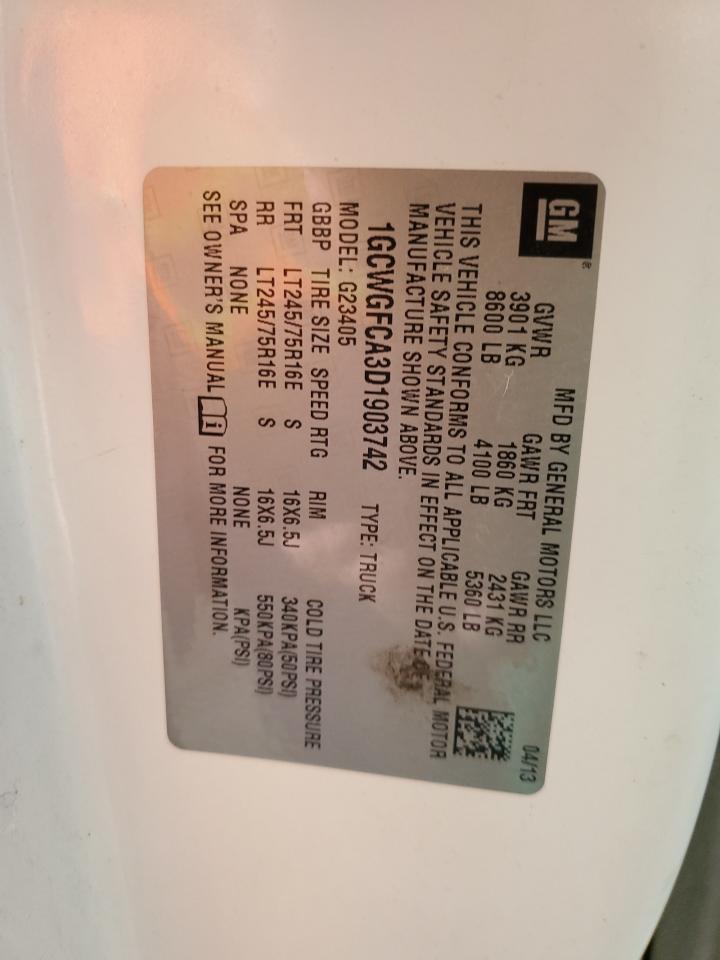 GM®
MFD BY GENERAL MOTORS LLC 04/13
GVWR GAWR FRT GAWR RR
3901 KG 1860 KG 2431 KG
8600 LB 4100 LB 5360 LB
THIS VEHICLE CONFORMS TO ALL APPLICABLE U.S. FEDERAL MOTOR
VEHICLE SAFETY STANDARDS IN EFFECT ON THE DATE OF
MANUFACTURE SHOWN ABOVE.
1GCWGFCA3D1903742 TYPE: TRUCK
MODEL: G23405
GBBP TIRE SIZE SPEED RTG RIM COLD TIRE PRESSURE
FRT LT245/75R16E S 16X6.5J 340KPA(50PSI)
RR LT245/75R16E S 16X6.5J 550KPA(80PSI)
SPA NONE NONE KPA(PSI)
SEE OWNER'S MANUAL i FOR MORE INFORMATION.